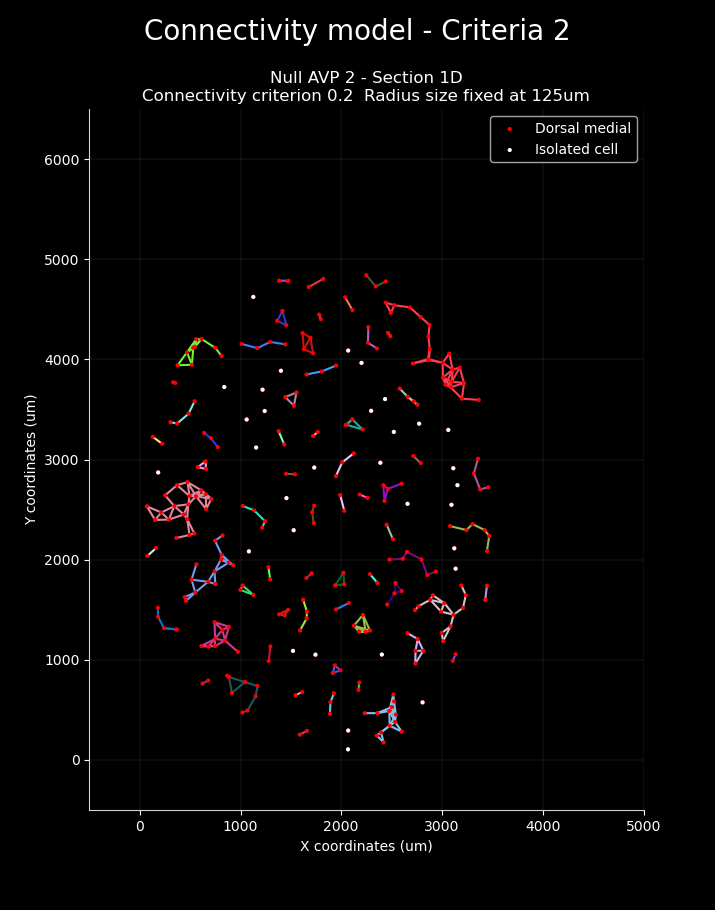 Connectivity model - Criteria 2
Null AVP 2 - Section 1D
Connectivity criterion 0.2  Radius size fixed at 125um
Dorsal medial
Isolated cell
6000
5000
4000
3000
2000
1000
0
Y coordinates (um)
0 1000 2000 3000 4000 5000
X coordinates (um)